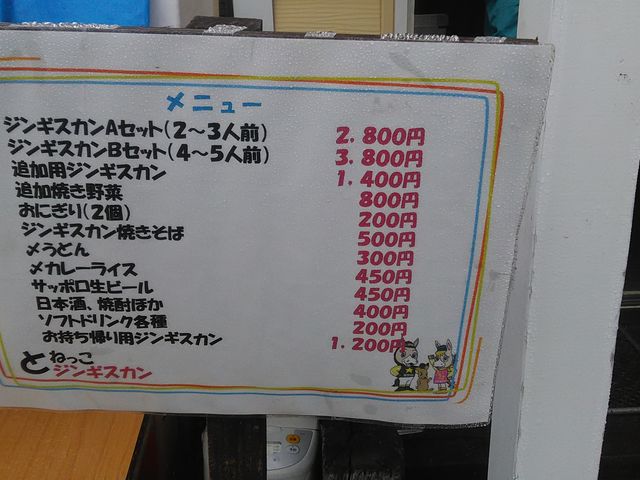 メニュー
ジンギスカンAセット(2～3人前) 2.800円
ジンギスカンBセット(4～5人前) 3.800円
追加用ジンギスカン 1.400円
追加焼き野菜 800円
おにぎり(2個) 200円
ジンギスカン焼きそば 500円
〆うどん 300円
〆カレーライス 450円
サッポロ生ビール 450円
日本酒、焼酎ほか 400円
ソフトドリンク各種 200円
お持ち帰り用ジンギスカン 1.200円
とねっこ
ジンギスカン